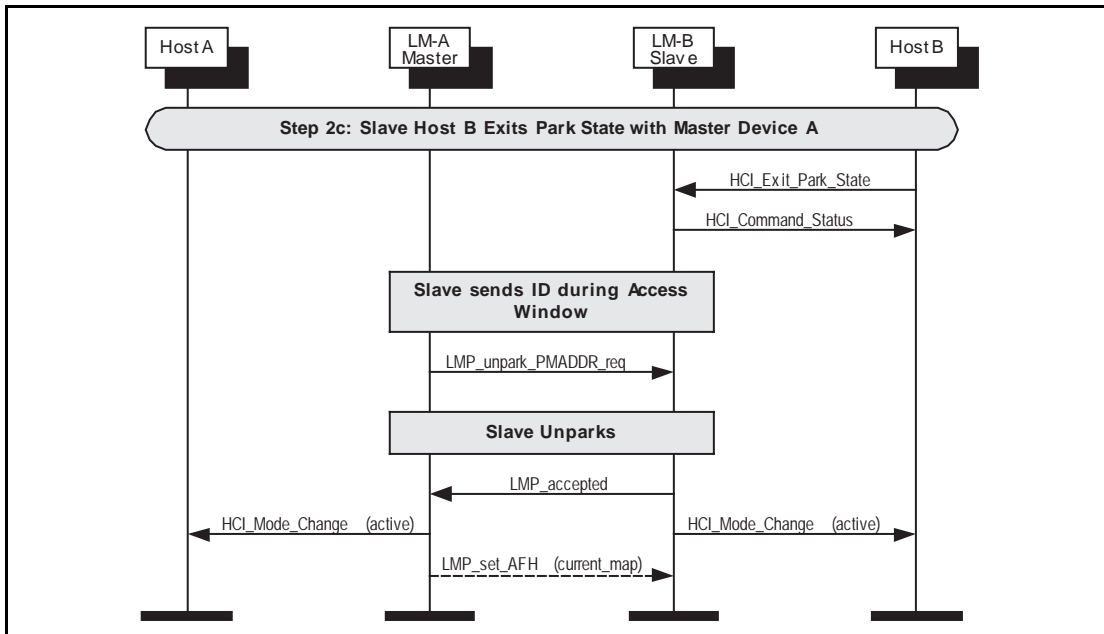 Host A
LM-A
Master
LM-B
Slave
Host B
Step 2c: Slave Host B Exits Park State with Master Device A
HCI_Exit_Park_State
HCI_Command_Status
Slave sends ID during Access
Window
LMP_unpark_PMADDR_req
Slave Unparks
LMP_accepted
HCI_Mode_Change (active)
HCI_Mode_Change (active)
LMP_set_AFH (current_map)